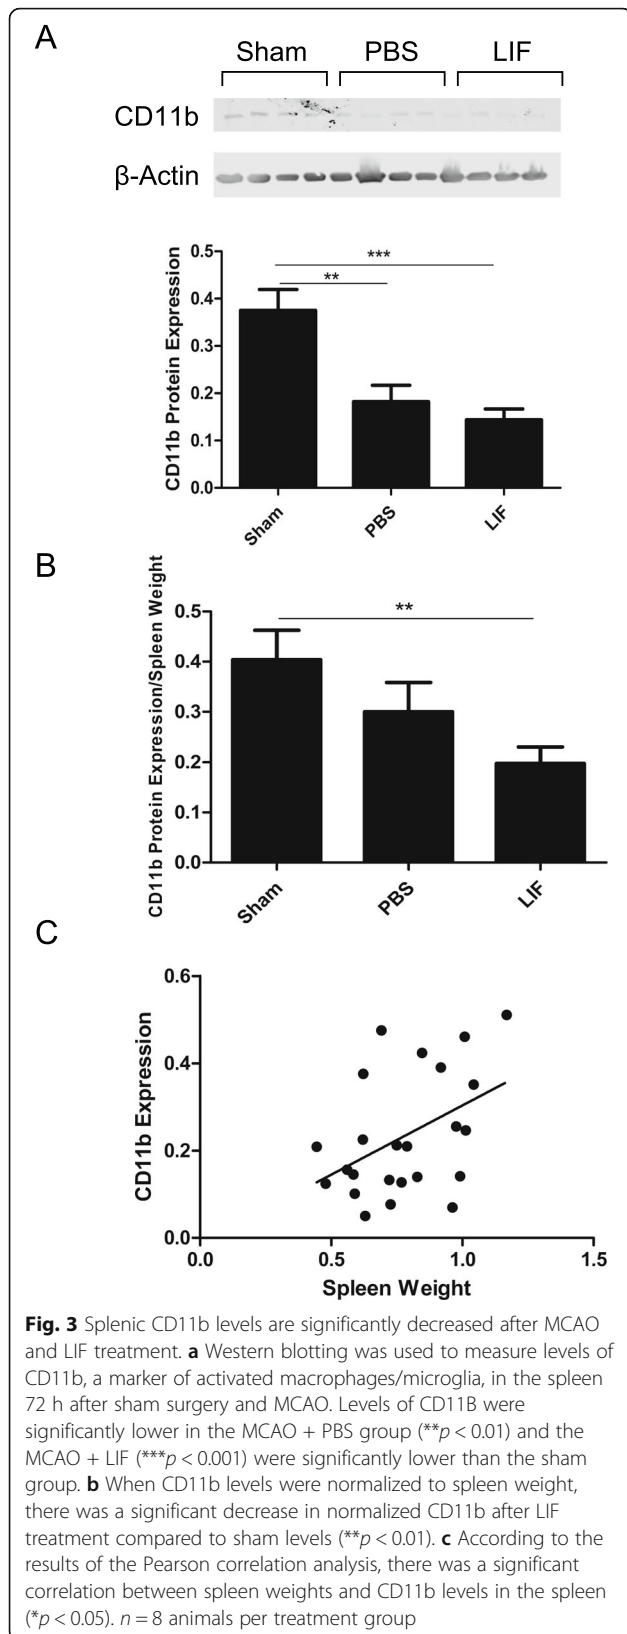 A
Sham PBS LIF
CD11b
β-Actin
CD11b Protein Expression
0.5
0.4
0.3
0.2
0.1
0.0
***
**
Sham PBS LIF
B
CD11b Protein Expression/Spleen Weight
0.5
0.4
0.3
0.2
0.1
0.0
**
Sham PBS LIF
C
CD11b Expression
0.6
0.4
0.2
0.0
0.0 0.5 1.0 1.5
Spleen Weight
Fig. 3 Splenic CD11b levels are significantly decreased after MCAO
and LIF treatment. a Western blotting was used to measure levels of
CD11b, a marker of activated macrophages/microglia, in the spleen
72 h after sham surgery and MCAO. Levels of CD11B were
significantly lower in the MCAO + PBS group (**p < 0.01) and the
MCAO + LIF (***p < 0.001) were significantly lower than the sham
group. b When CD11b levels were normalized to spleen weight,
there was a significant decrease in normalized CD11b after LIF
treatment compared to sham levels (**p < 0.01). c According to the
results of the Pearson correlation analysis, there was a significant
correlation between spleen weights and CD11b levels in the spleen
(*p < 0.05). n = 8 animals per treatment group